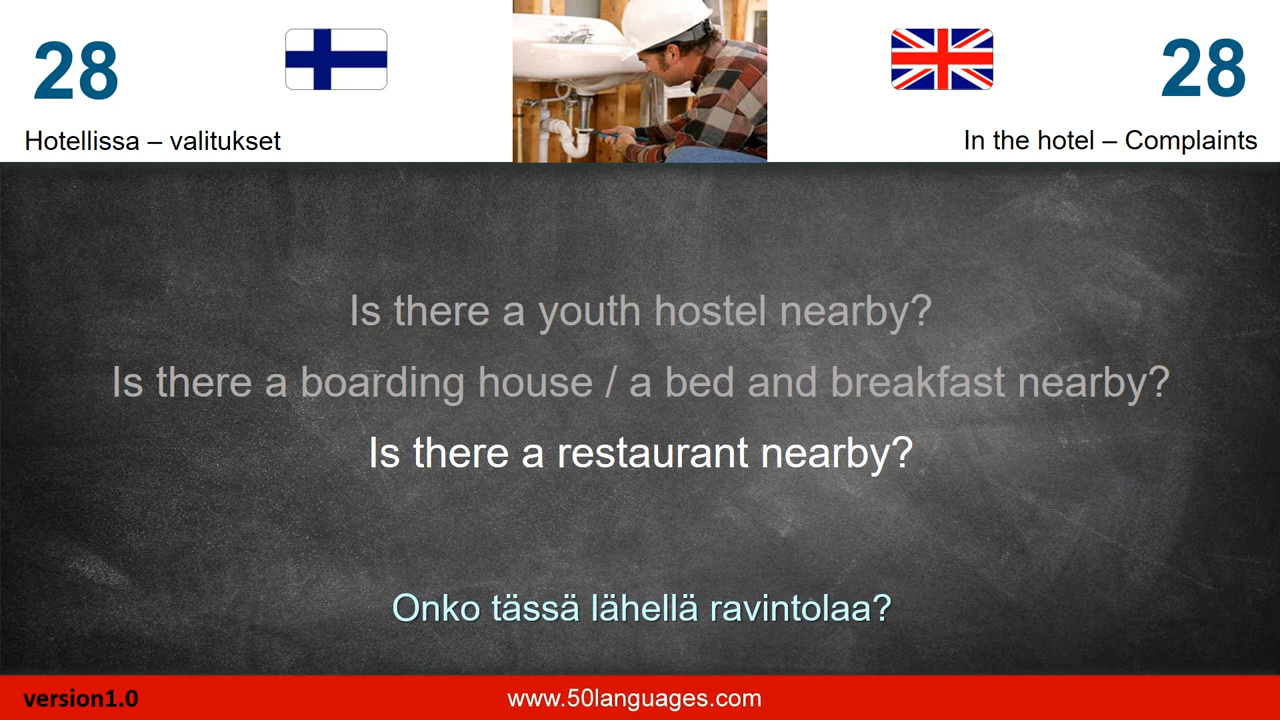 28
28
Hotellissa – valitukset
In the hotel – Complaints
Is there a youth hostel nearby?
Is there a boarding house / a bed and breakfast nearby?
Is there a restaurant nearby?
Onko tässä lähellä ravintolaa?
version1.0
www.50languages.com